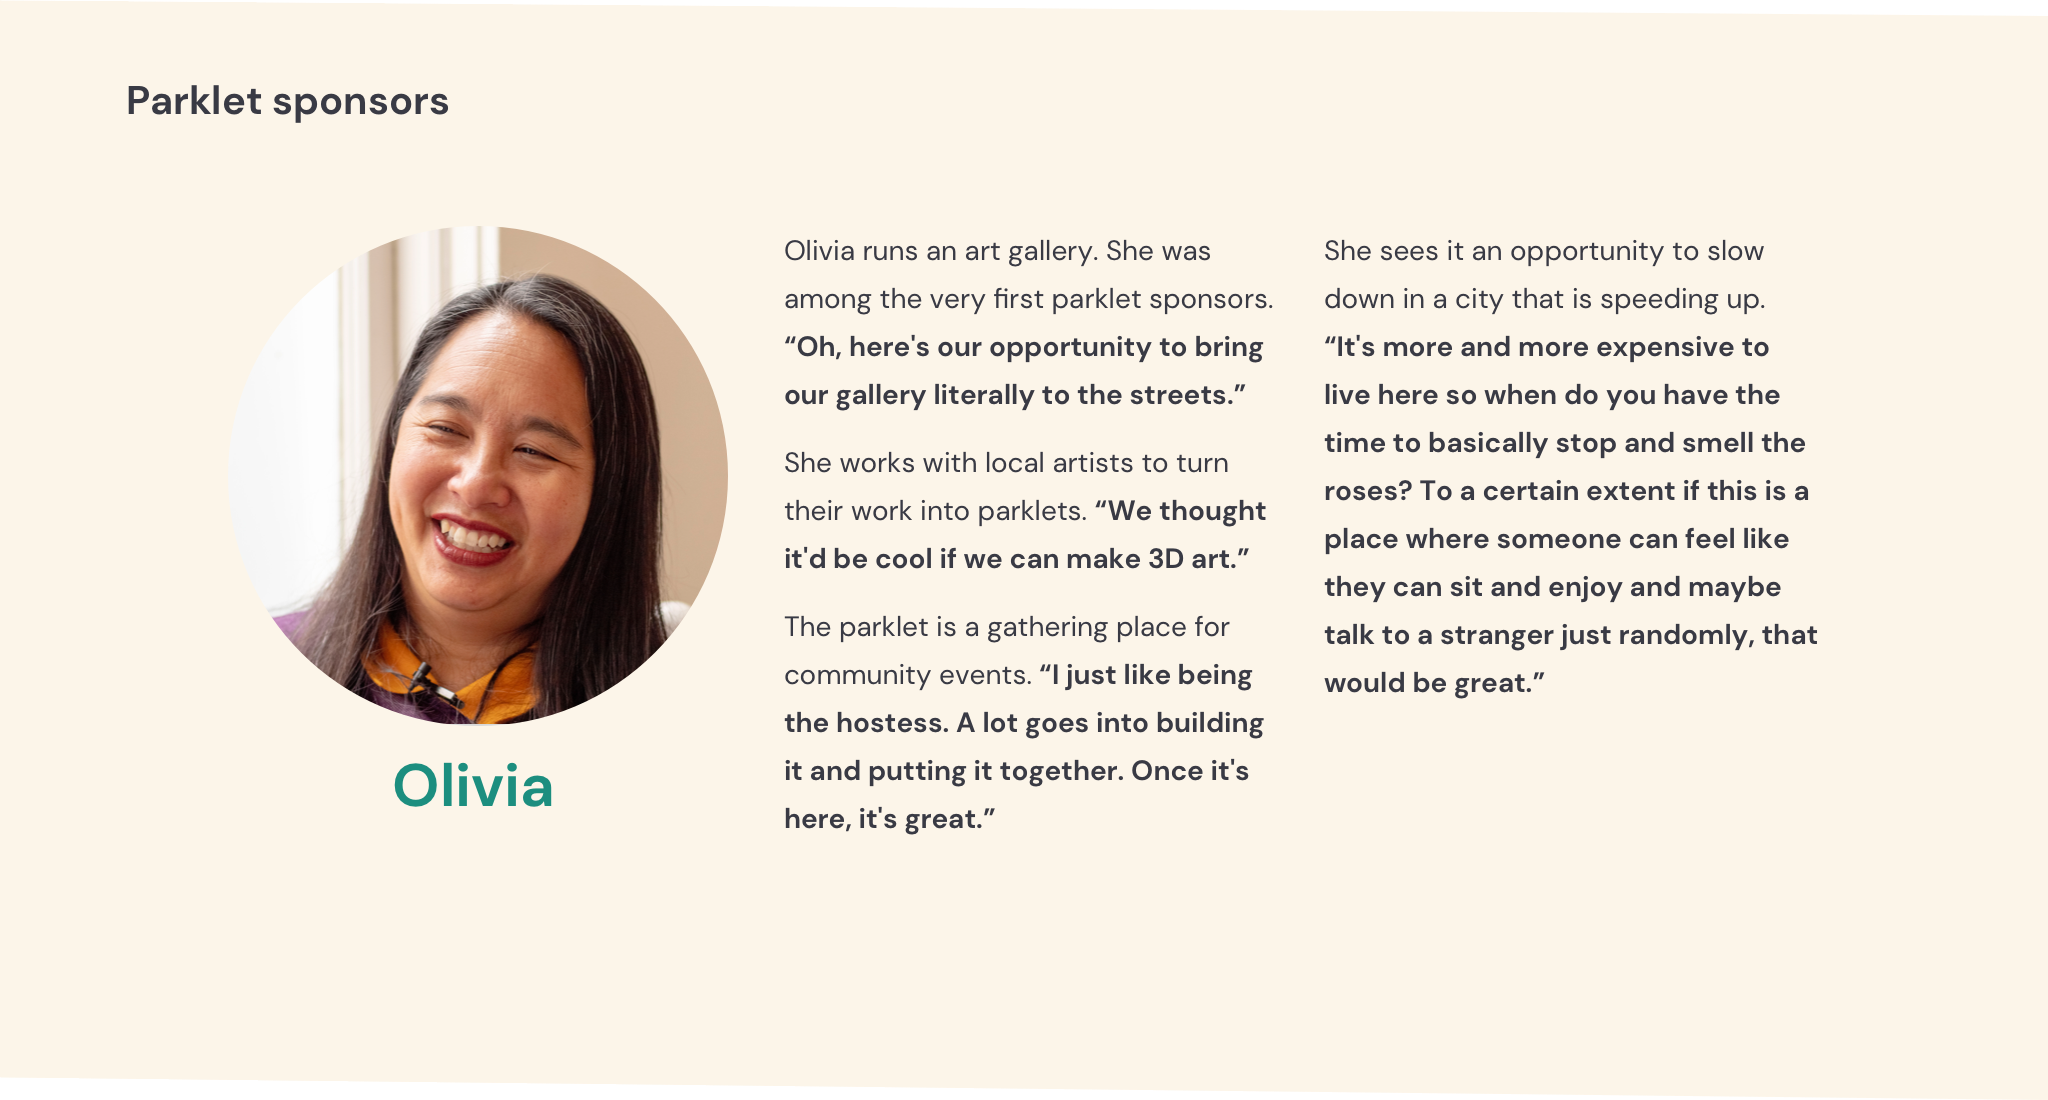 Parklet sponsors
Olivia
Olivia runs an art gallery. She was
among the very first parklet sponsors.
“Oh, here's our opportunity to bring
our gallery literally to the streets.”
She works with local artists to turn
their work into parklets. “We thought
it'd be cool if we can make 3D art.”
The parklet is a gathering place for
community events. “I just like being
the hostess. A lot goes into building
it and putting it together. Once it's
here, it's great.”
She sees it an opportunity to slow
down in a city that is speeding up.
“It's more and more expensive to
live here so when do you have the
time to basically stop and smell the
roses? To a certain extent if this is a
place where someone can feel like
they can sit and enjoy and maybe
talk to a stranger just randomly, that
would be great.”